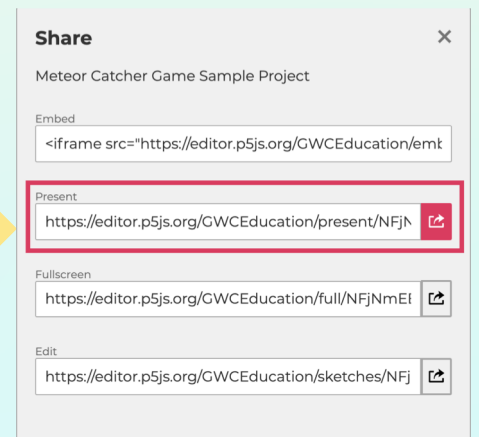 Share
Meteor Catcher Game Sample Project
Embed
<iframe src="https://editor.p5js.org/GWCEducation/emb
Present
https://editor.p5js.org/GWCEducation/present/NFjN
Fullscreen
https://editor.p5js.org/GWCEducation/full/NFjNmEE
Edit
https://editor.p5js.org/GWCEducation/sketches/NFj